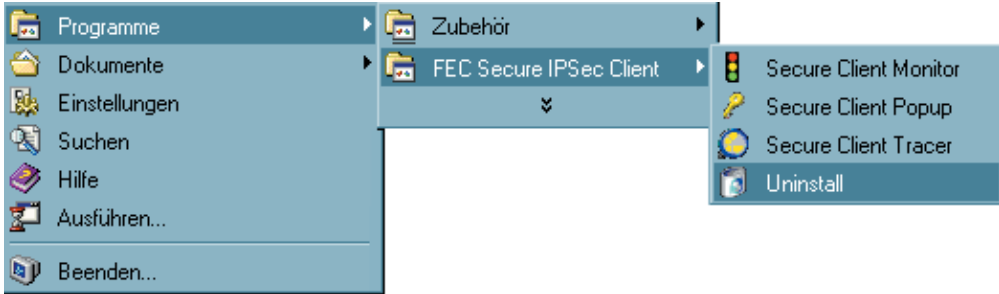 Programme
Dokumente
Einstellungen
Suchen
Hilfe
Ausführen...
Beenden...
Zubehör
FEC Secure IPSec Client
Secure Client Monitor
Secure Client Popup
Secure Client Tracer
Uninstall